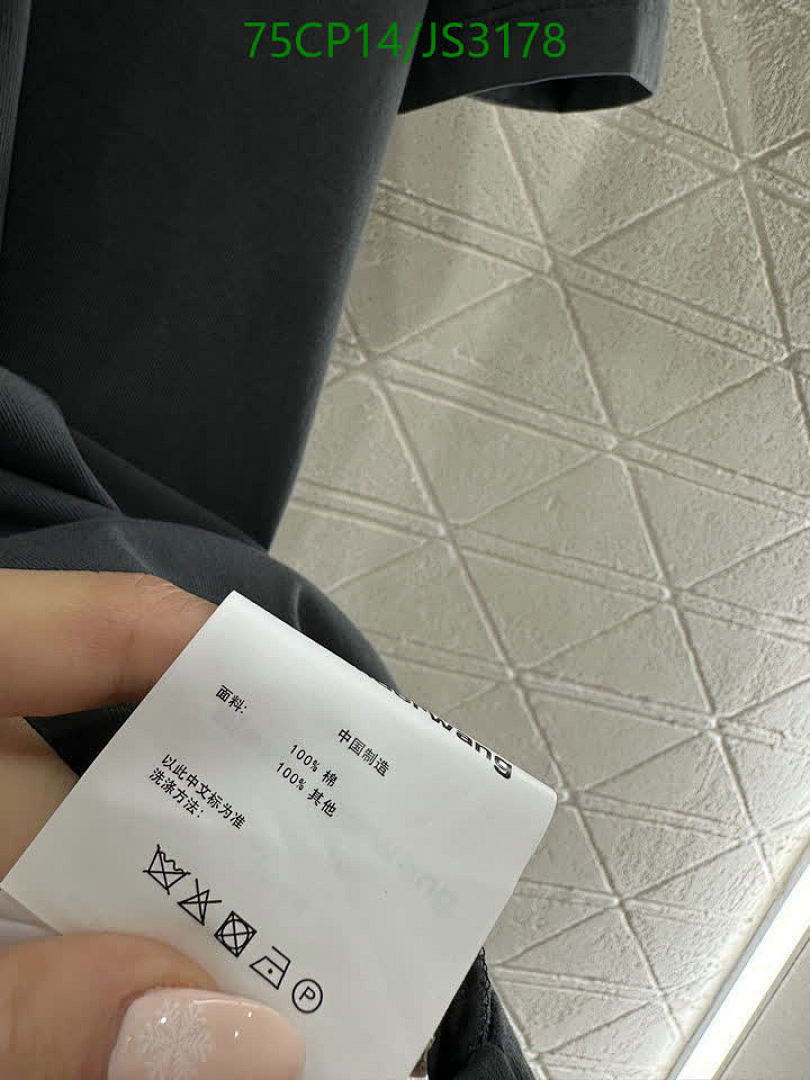 75CP14/JS3178
wang
面料:
中国制造
100% 棉
100% 其他
以此中文标为准
洗涤方法:
P